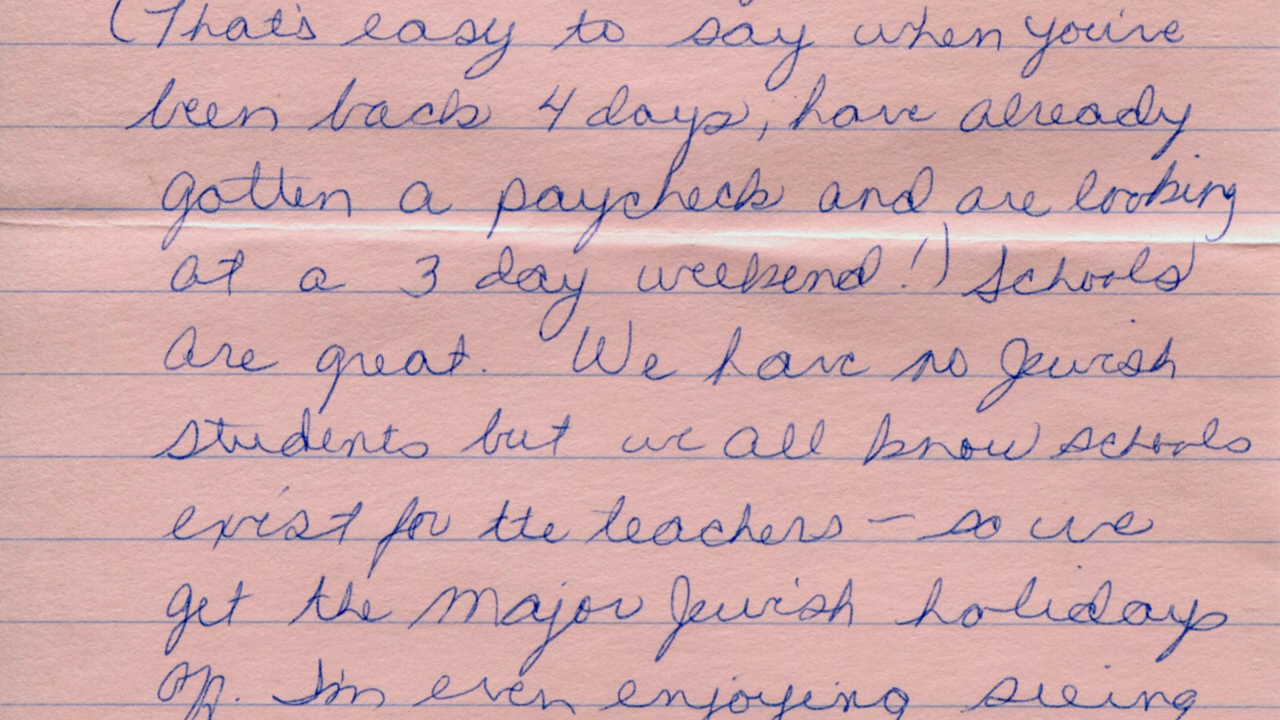 (That's easy to say when you've
been back 4 days, have already
gotten a paycheck and are looking
at a 3 day weekend!) Schools
are great. We have no Jewish
students but we all know schools
exist for the teachers – so we
get the major Jewish holidays
off. I'm even enjoying seeing